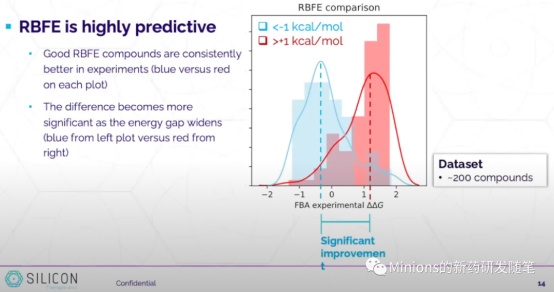 RBFE is highly predictive
Good RBFE compounds are consistently
better in experiments (blue versus red
on each plot)
The difference becomes more
significant as the energy gap widens
(blue from left plot versus red from
right)
RBFE comparison
<-1 kcal/mol
>+1 kcal/mol
−2 −1 0 1 2
FBA experimental ΔΔG
Significant
improvemen
t
Dataset
• ~200 compounds
Minions的新药研发随笔
SILICON
Confidential
14